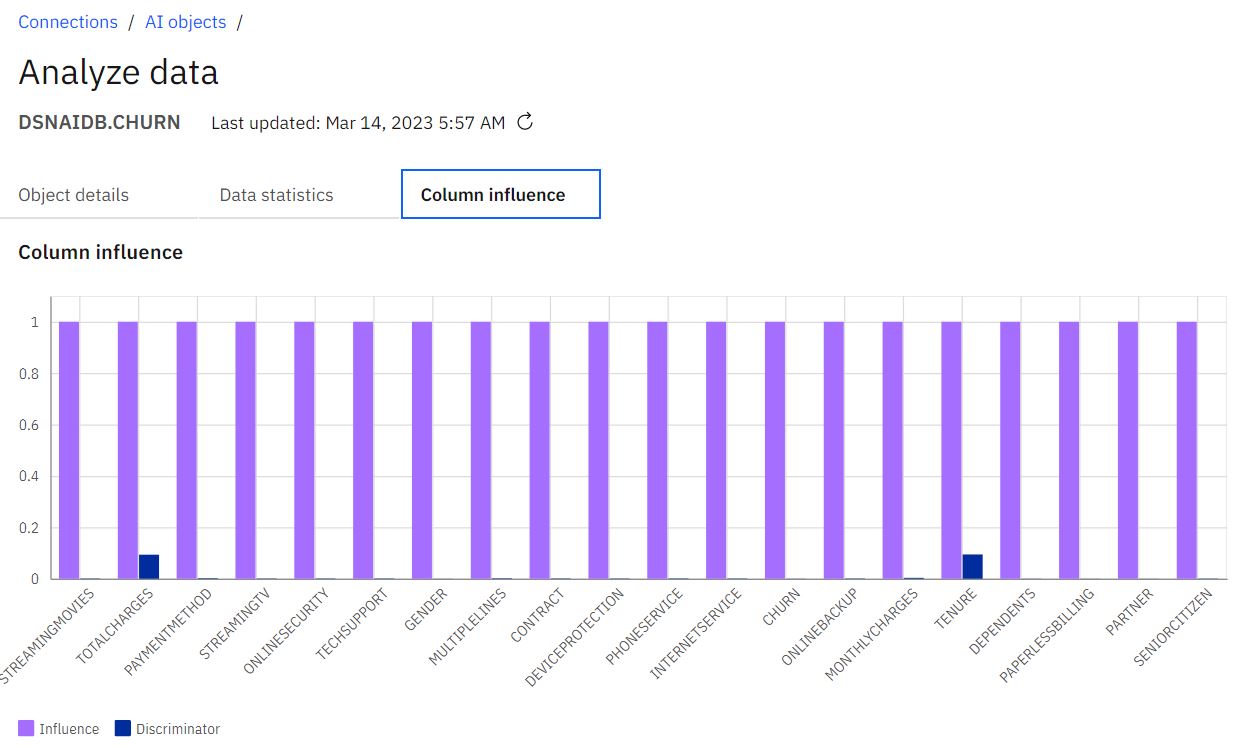 Connections / AI objects /
Analyze data
DSNAIDB.CHURN Last updated: Mar 14, 2023 5:57 AM
Object details Data statistics Column influence
Column influence
1
0.8
0.6
0.4
0.2
0
STREAMINGMOVIES TOTALCHARGES PAYMENTMETHOD STREAMINGTV ONLINESECURITY TECHSUPPORT GENDER MULTIPLELINES CONTRACT DEVICEPROTECTION PHONESERVICE INTERNETSERVICE CHURN ONLINEBACKUP MONTHLYCHARGES TENURE DEPENDENTS PAPERLESSBILLING PARTNER SENIORCITIZEN
Influence Discriminator